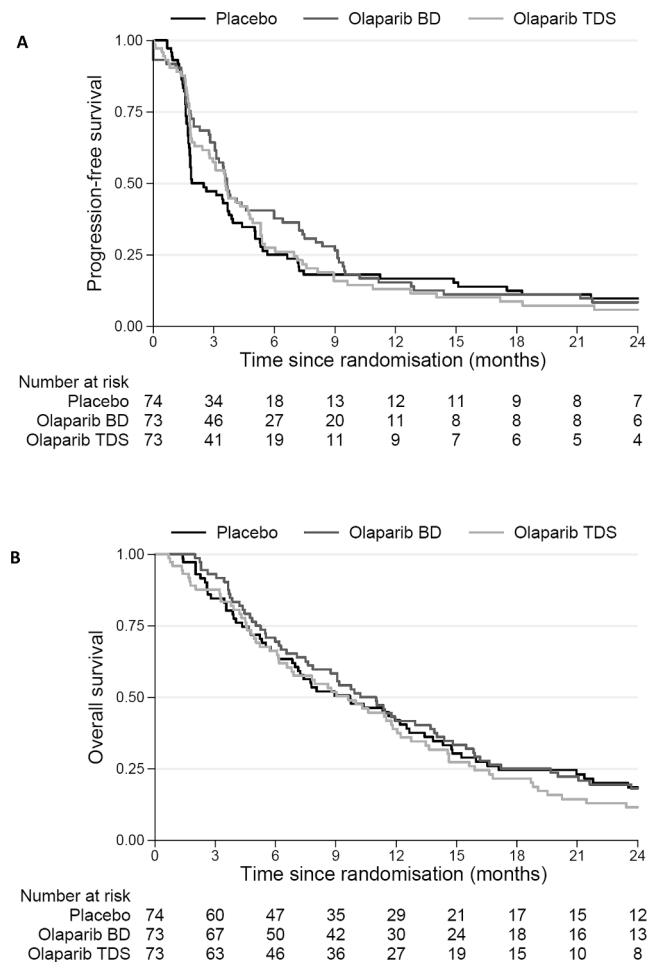 A
Placebo Olaparib BD Olaparib TDS
Progression-free survival
1.00
0.75
0.50
0.25
0.00
0 3 6 9 12 15 18 21 24
Time since randomisation (months)
Number at risk
Placebo 74 34 18 13 12 11 9 8 7
Olaparib BD 73 46 27 20 11 8 8 8 6
Olaparib TDS 73 41 19 11 9 7 6 5 4
B
Placebo Olaparib BD Olaparib TDS
Overall survival
1.00
0.75
0.50
0.25
0.00
0 3 6 9 12 15 18 21 24
Time since randomisation (months)
Number at risk
Placebo 74 60 47 35 29 21 17 15 12
Olaparib BD 73 67 50 42 30 24 18 16 13
Olaparib TDS 73 63 46 36 27 19 15 10 8